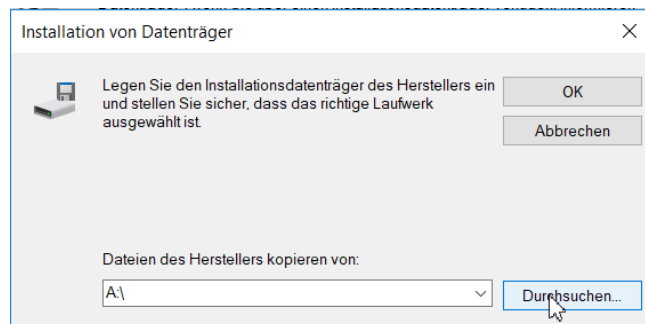 Installation von Datenträger
Legen Sie den Installationsdatenträger des Herstellers ein
und stellen Sie sicher, dass das richtige Laufwerk
ausgewählt ist.
OK
Abbrechen
Dateien des Herstellers kopieren von:
A:\
Durchsuchen...